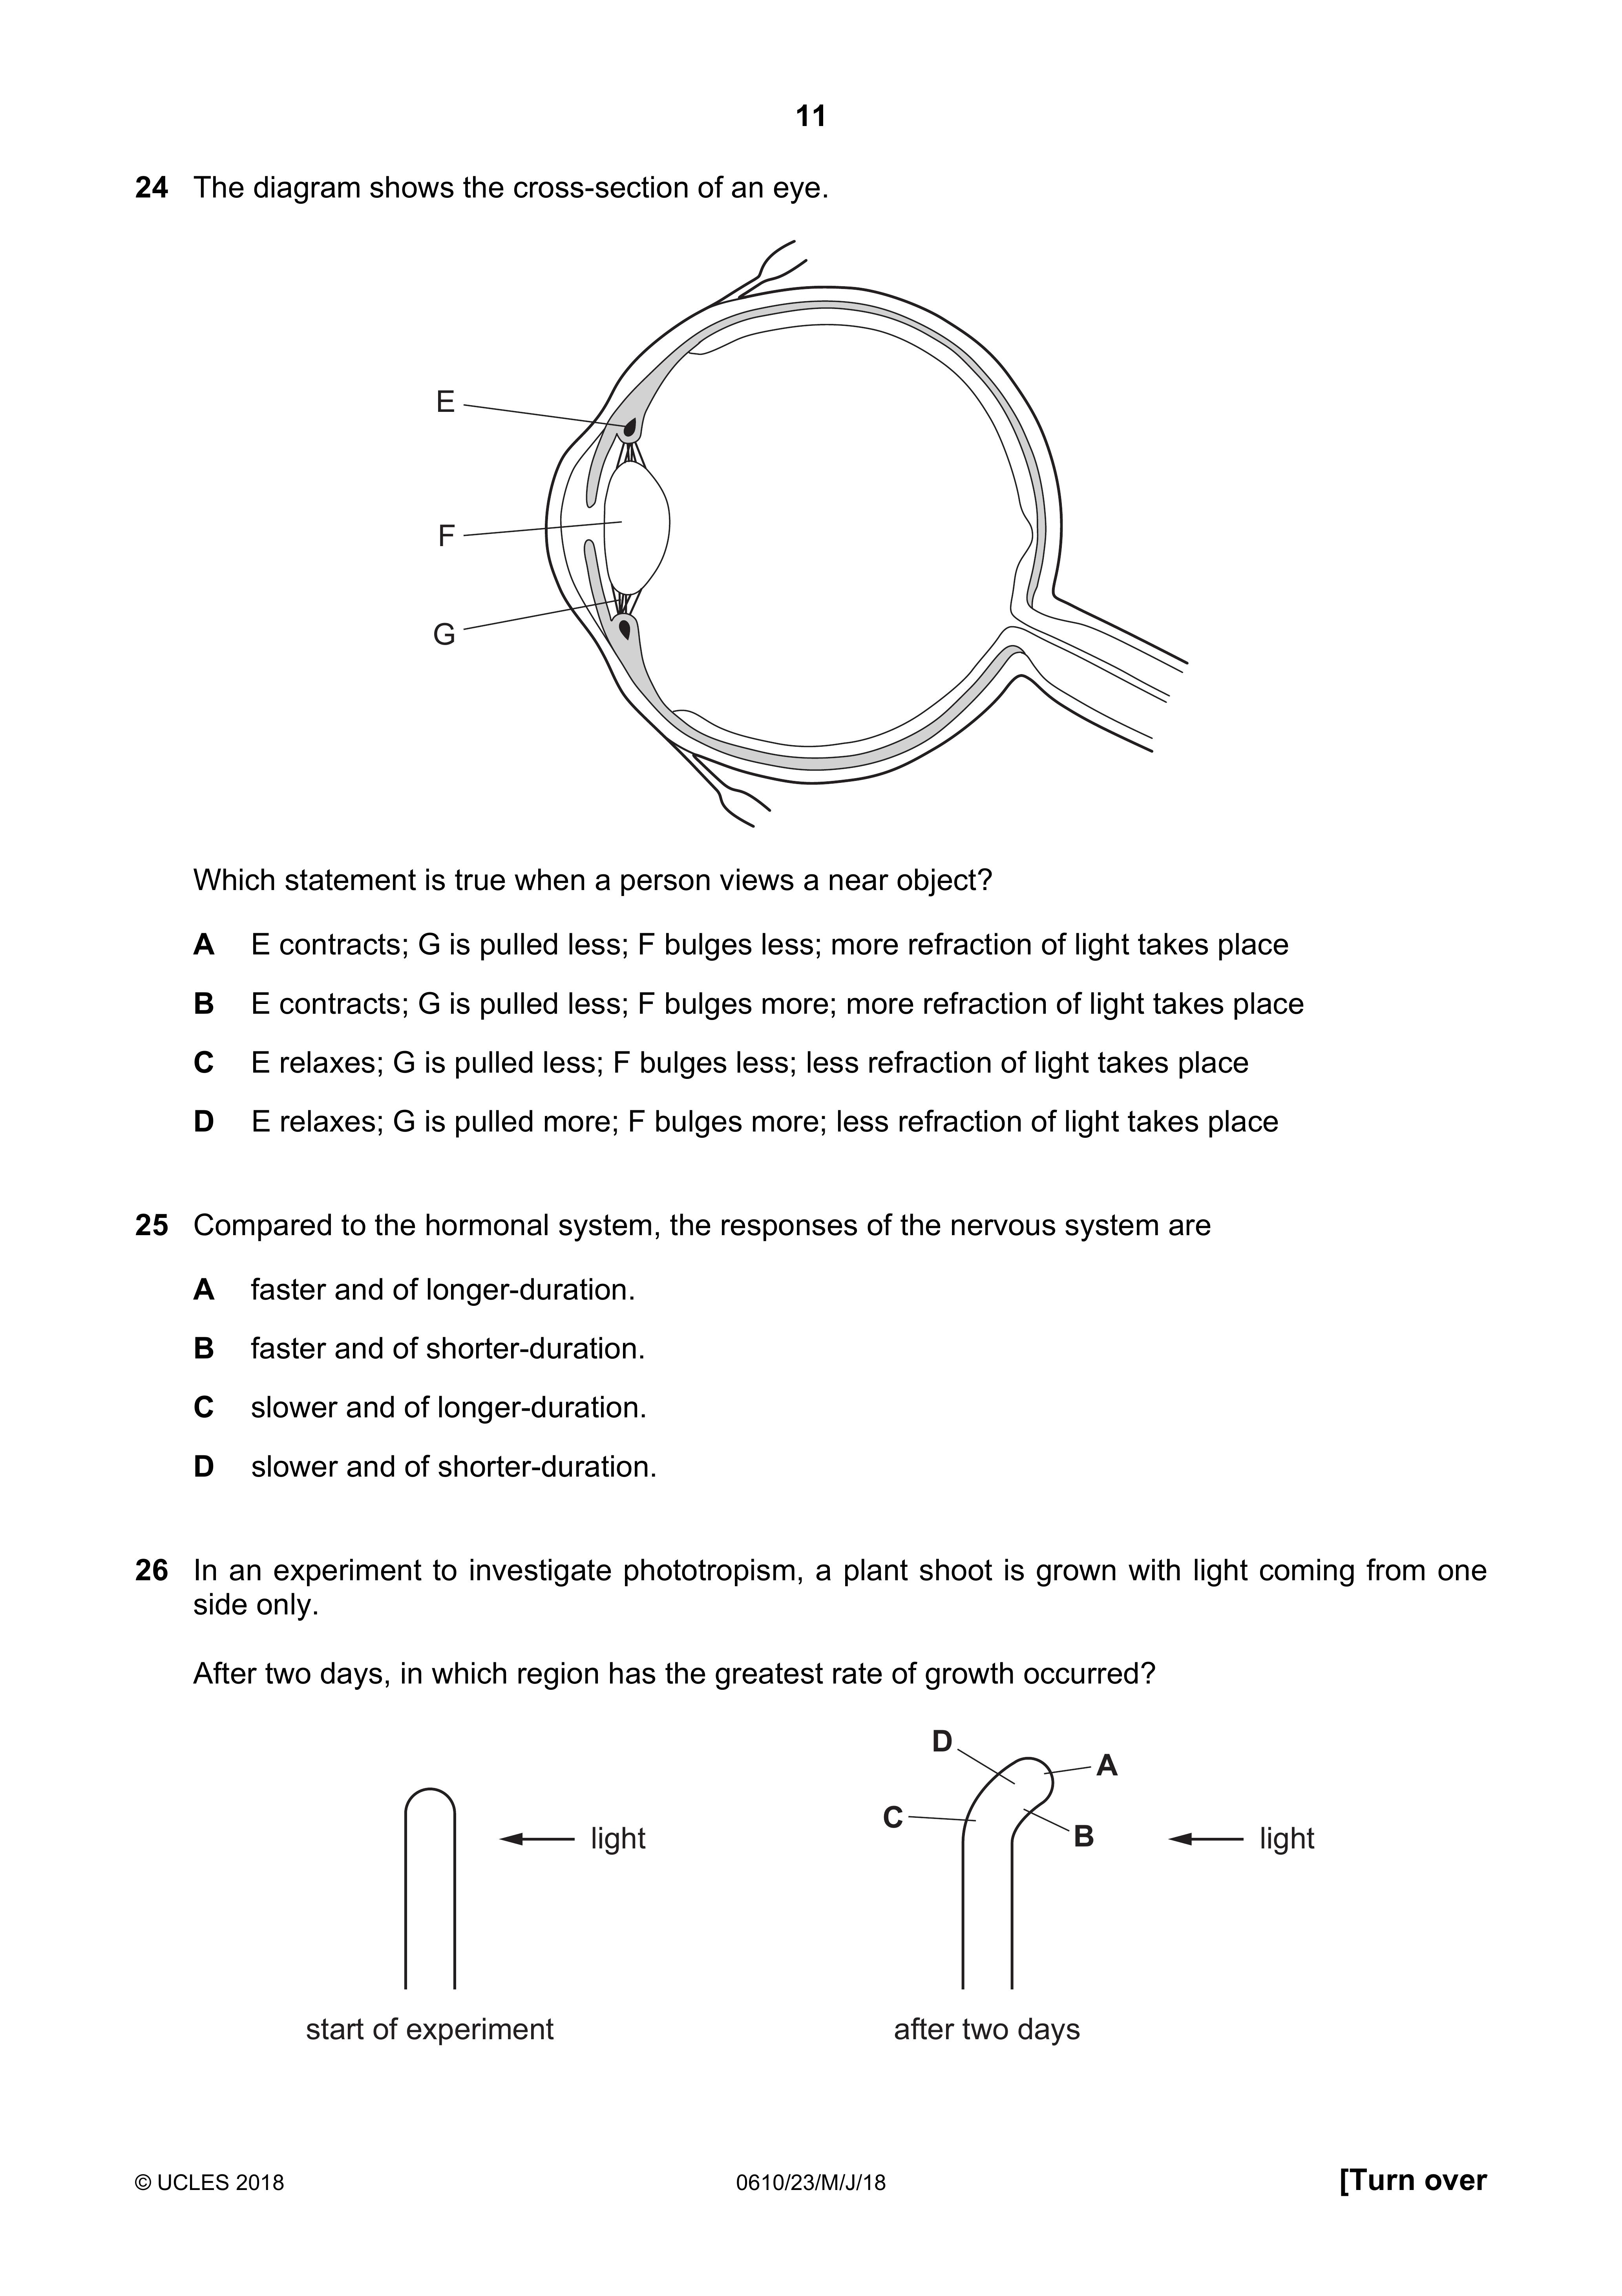 11
24 The diagram shows the cross-section of an eye.
E
F
G
Which statement is true when a person views a near object?
A E contracts; G is pulled less; F bulges less; more refraction of light takes place
B E contracts; G is pulled less; F bulges more; more refraction of light takes place
C E relaxes; G is pulled less; F bulges less; less refraction of light takes place
D E relaxes; G is pulled more; F bulges more; less refraction of light takes place
25 Compared to the hormonal system, the responses of the nervous system are
A faster and of longer-duration.
B faster and of shorter-duration.
C slower and of longer-duration.
D slower and of shorter-duration.
26 In an experiment to investigate phototropism, a plant shoot is grown with light coming from one
side only.
After two days, in which region has the greatest rate of growth occurred?
D
A
C
B
light
light
start of experiment
after two days
© UCLES 2018
0610/23/M/J/18
[Turn over